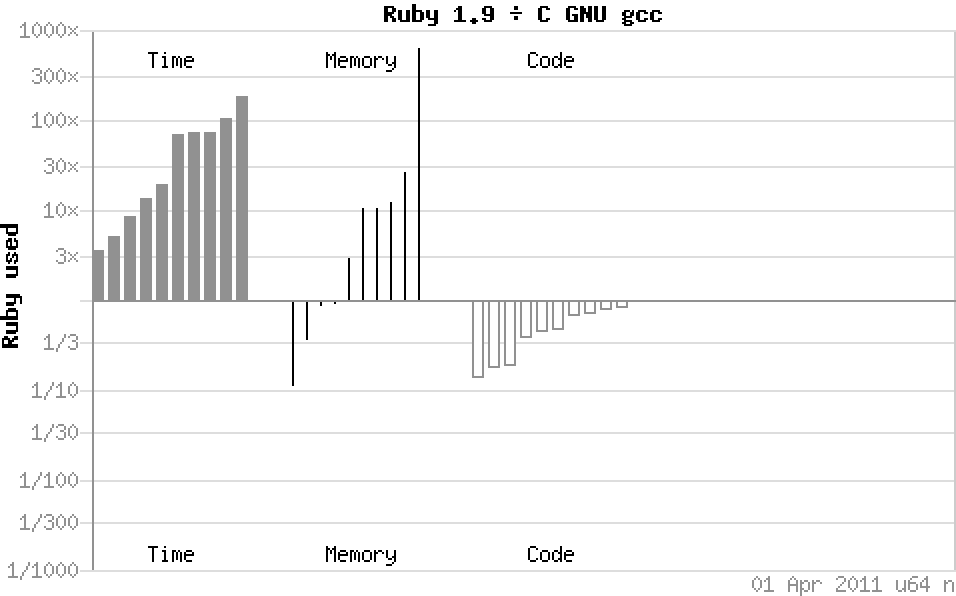 Ruby 1.9 ÷ C GNU gcc
1000x
Time Memory Code
300x
100x
30x
10x
3x
Ruby used
1/3
1/10
1/30
1/100
1/300
Time Memory Code
1/1000
01 Apr 2011 u64 n